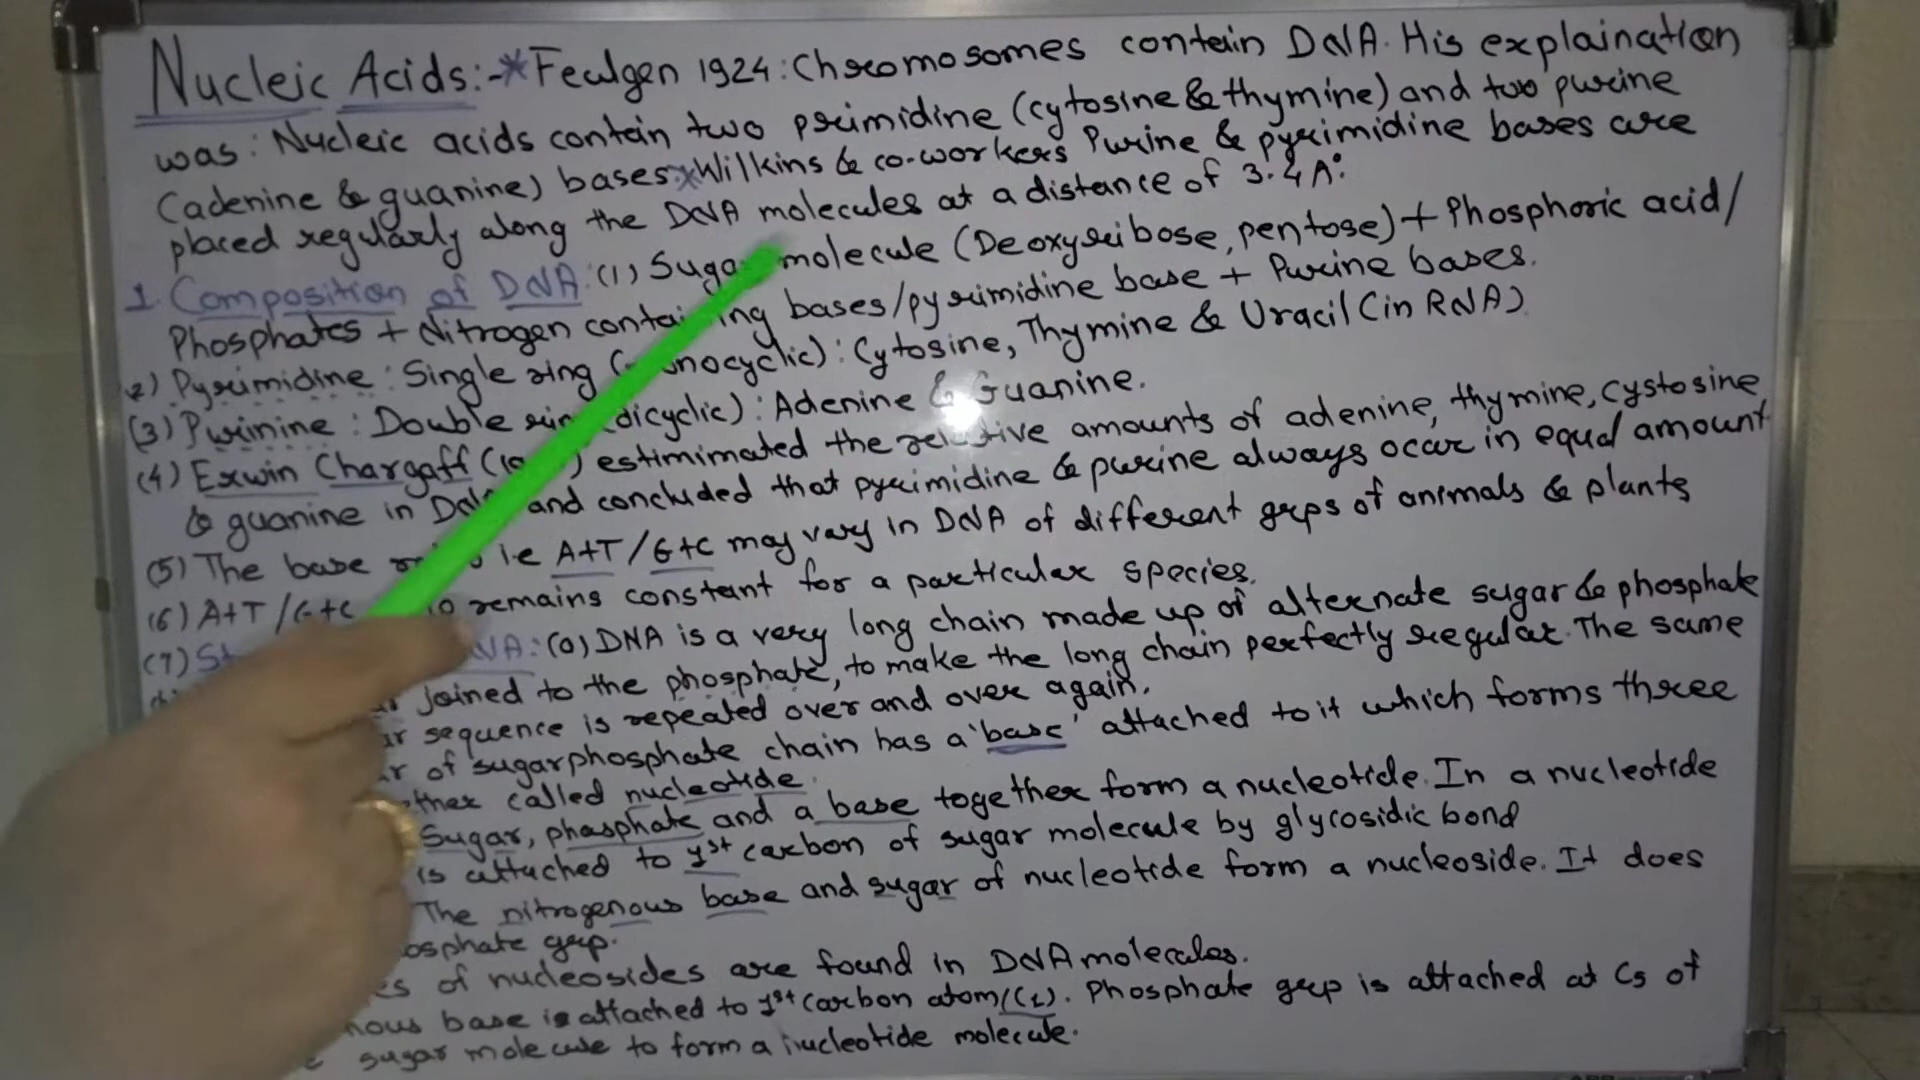 Nucleic Acids:-*Feulgen 1924: Chromosomes contain DNA. His explaination
was: Nucleic acids contain two prrimidine (cytosine & thymine) and two purine
(adenine & guanine) bases.*Wilkins & co-workers Purine & pyrimidine bases are
placed regularly along the DNA molecules at a distance of 3.4A°.
1. Composition of DNA: (1) Sugar molecule (Deoxyribose, pentose) + Phosphoric acid/
Phosphates + Nitrogen containing bases/pyrimidine base + Purine bases.
(2) Pyrimidine: Single ring (monocyclic): Cytosine, Thymine & Uracil (in RNA)
(3) Purinine: Double ring (dicyclic): Adenine & Guanine.
(4) Erwin Chargaff estimimated the relative amounts of adenine, thymine, cystosine
& guanine in DNA and concluded that pyrimidine & purine always occur in equal amount
(5) The base i.e A+T/G+C may vary in DNA of different grps of animals & plants
(6) A+T/G+C remains constant for a particular species.
(7) DNA: (a) DNA is a very long chain made up of alternate sugar & phosphate
joined to the phosphate, to make the long chain perfectly regular. The same
sequence is repeated over and over again.
of sugarphosphate chain has a 'base' attached to it which forms three
called nucleotide.
Sugar, phasphate and a base together form a nucleotide. In a nucleotide
is attached to 1st carbon of sugar molecule by glycosidic bond
The nitrogenous base and sugar of nucleotide form a nucleoside. It does
grp.
of nucleosides are found in DNA molecules.
base is attached to 1st carbon atom (C1). Phosphate grp is attached at C5 of
sugar molecule to form a nucleotide molecule.